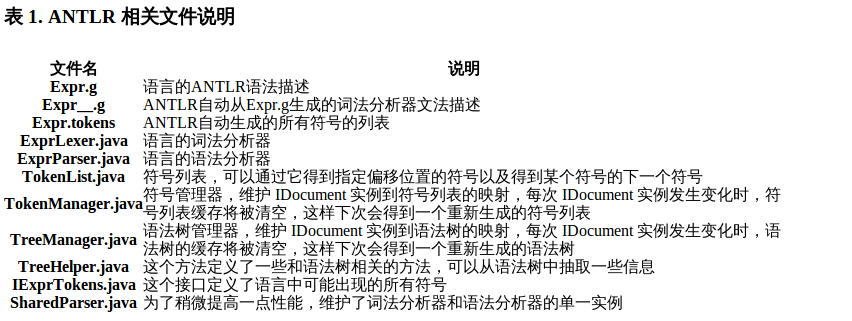 表 1. ANTLR 相关文件说明
文件名 说明
Expr.g 语言的ANTLR语法描述
Expr__.g ANTLR自动从Expr.g生成的词法分析器文法描述
Expr.tokens ANTLR自动生成的所有符号的列表
ExprLexer.java 语言的词法分析器
ExprParser.java 语言的语法分析器
TokenList.java 符号列表，可以通过它得到指定偏移位置的符号以及得到某个符号的下一个符号
TokenManager.java 符号管理器，维护 IDocument 实例到符号列表的映射，每次 IDocument 实例发生变化时，符
号列表缓存将被清空，这样下次会得到一个重新生成的符号列表
TreeManager.java 语法树管理器，维护 IDocument 实例到语法树的映射，每次 IDocument 实例发生变化时，语
法树的缓存将被清空，这样下次会得到一个重新生成的语法树
TreeHelper.java 这个方法定义了一些和语法树相关的方法，可以从语法树中抽取一些信息
IExprTokens.java 这个接口定义了语言中可能出现的所有符号
SharedParser.java 为了稍微提高一点性能，维护了词法分析器和语法分析器的单一实例